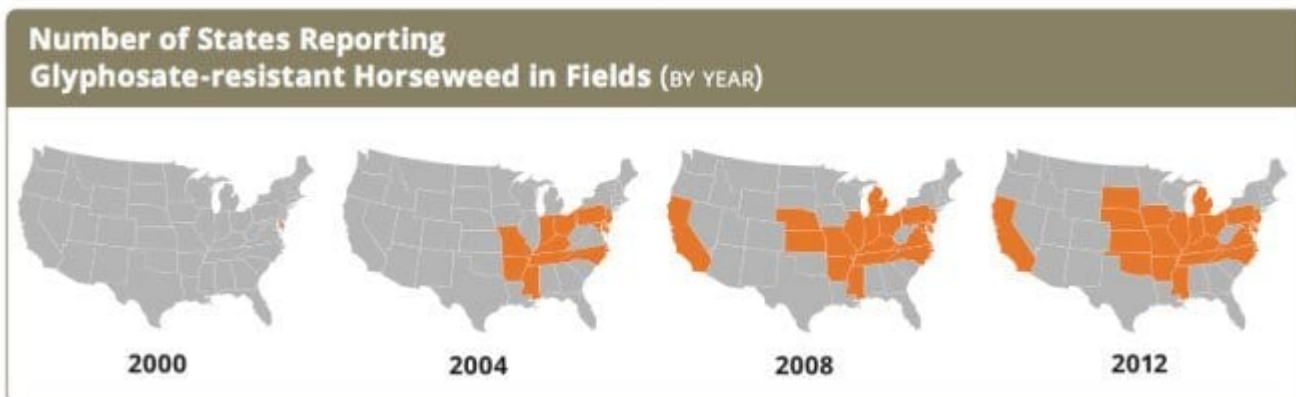 Number of States Reporting
Glyphosate-resistant Horseweed in Fields (BY YEAR)
2000
2004
2008
2012